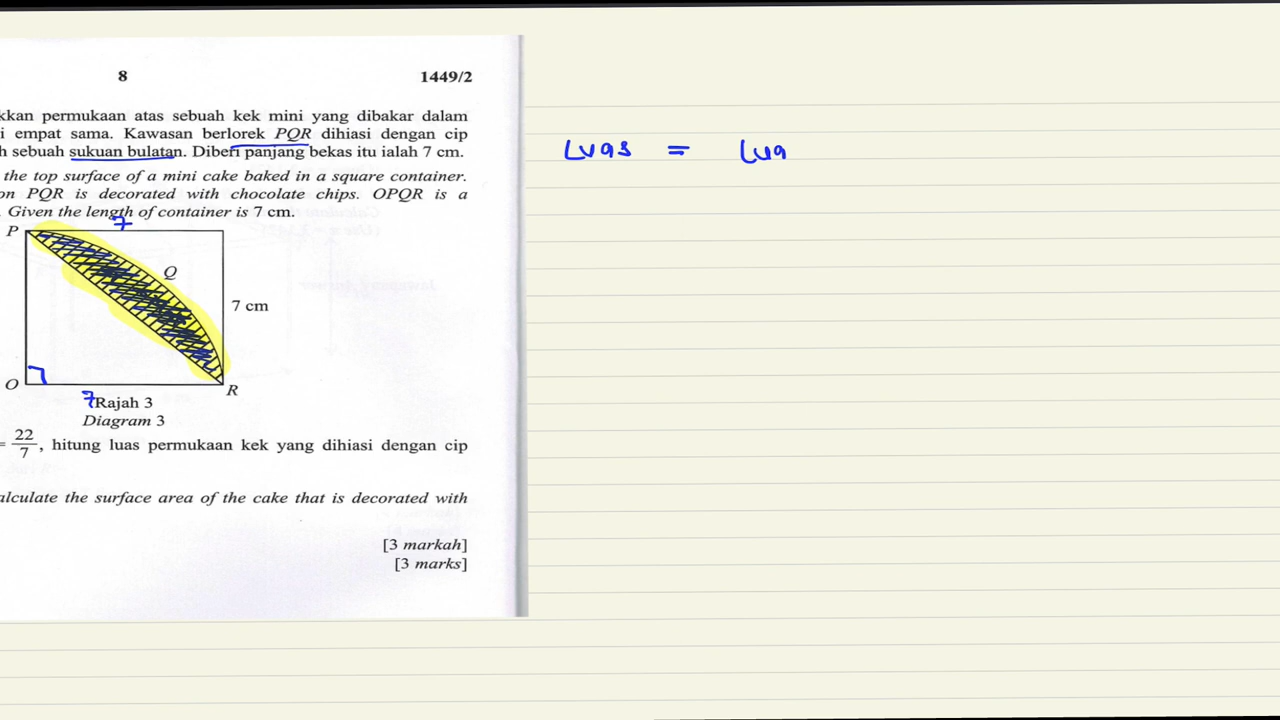 8 1449/2
kkan permukaan atas sebuah kek mini yang dibakar dalam
i empat sama. Kawasan berlorek PQR dihiasi dengan cip
h sebuah sukuan bulatan. Diberi panjang bekas itu ialah 7 cm.
the top surface of a mini cake baked in a square container.
on PQR is decorated with chocolate chips. OPQR is a
. Given the length of container is 7 cm.
7
P
Q
7 cm
O
R
7 Rajah 3
Diagram 3
= 22/7, hitung luas permukaan kek yang dihiasi dengan cip
alculate the surface area of the cake that is decorated with
[3 markah]
[3 marks]
Luas = Lua